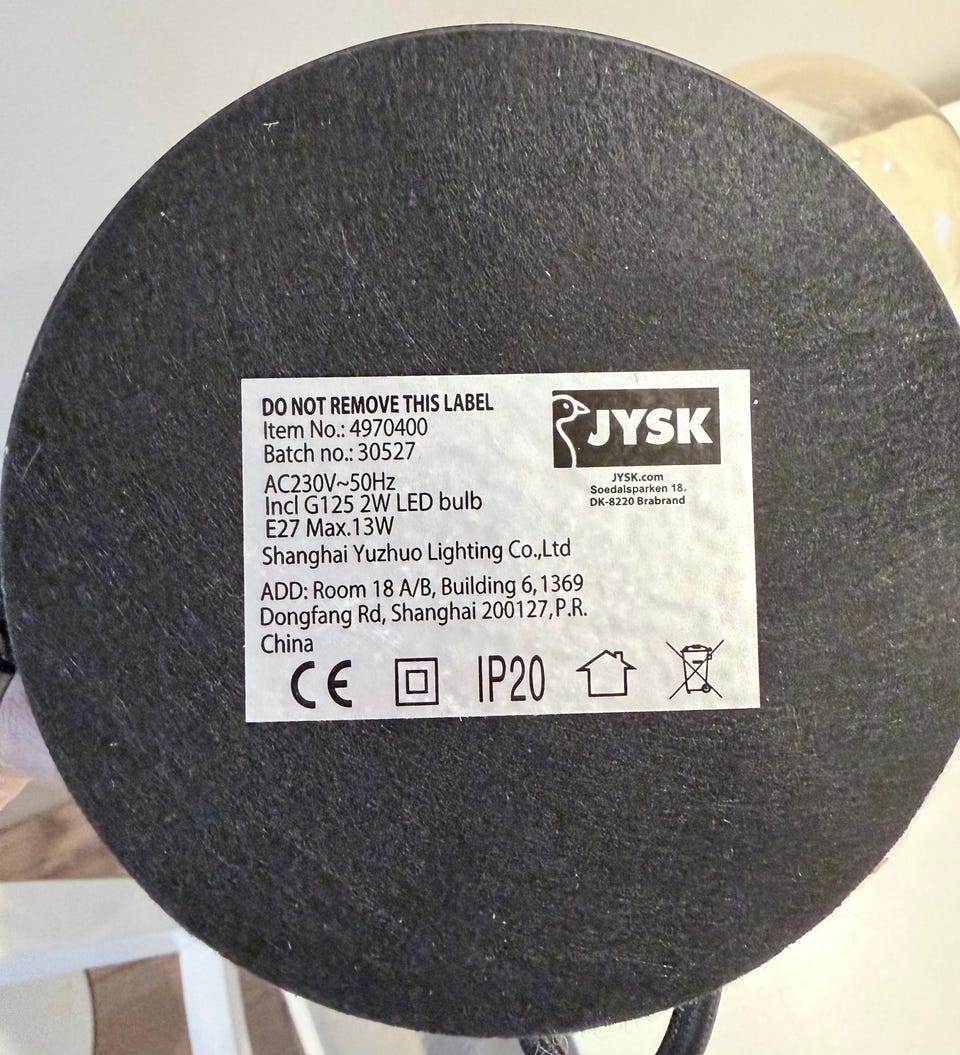 DO NOT REMOVE THIS LABEL
Item No.: 4970400
Batch no.: 30527
JYSK
JYSK.com
Soedalsparken 18.
DK-8220 Brabrand
AC230V~50Hz
Incl G125 2W LED bulb
E27 Max.13W
Shanghai Yuzhuo Lighting Co.,Ltd
ADD: Room 18 A/B, Building 6,1369
Dongfang Rd, Shanghai 200127,P.R.
China
CE IP20